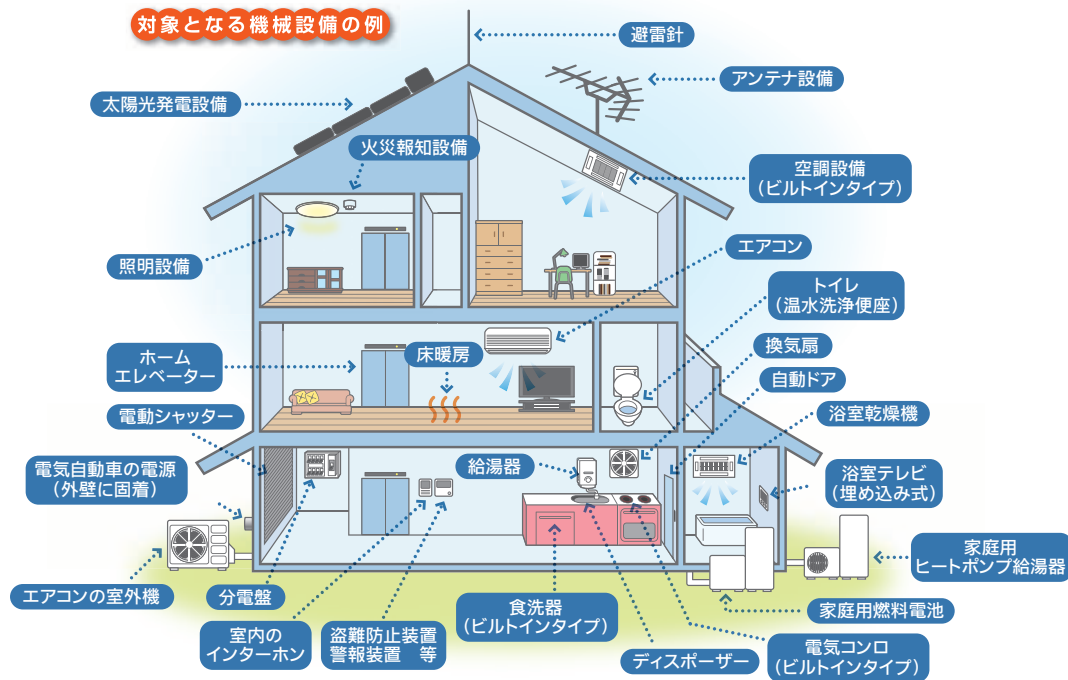 対象となる機械設備の例
避雷針
アンテナ設備
太陽光発電設備
火災報知設備
空調設備
（ビルトインタイプ）
エアコン
照明設備
トイレ
（温水洗浄便座）
換気扇
ホーム
エレベーター
床暖房
自動ドア
電動シャッター
浴室乾燥機
電気自動車の電源
（外壁に固着）
給湯器
浴室テレビ
（埋め込み式）
家庭用
ヒートポンプ給湯器
エアコンの室外機
分電盤
食洗器
（ビルトインタイプ）
家庭用燃料電池
室内の
インターホン
盗難防止装置
警報装置　等
ディスポーザー
電気コンロ
（ビルトインタイプ）